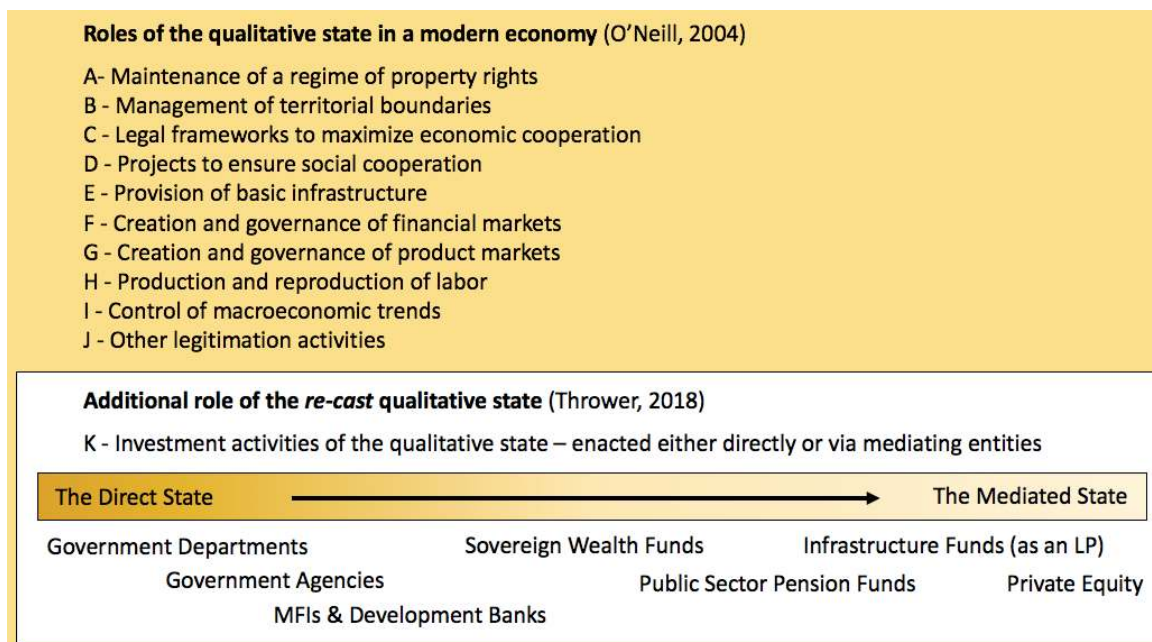 Roles of the qualitative state in a modern economy (O’Neill, 2004)
A- Maintenance of a regime of property rights
B - Management of territorial boundaries
C - Legal frameworks to maximize economic cooperation
D - Projects to ensure social cooperation
E - Provision of basic infrastructure
F - Creation and governance of financial markets
G - Creation and governance of product markets
H - Production and reproduction of labor
I - Control of macroeconomic trends
J - Other legitimation activities
Additional role of the re-cast qualitative state (Thrower, 2018)
K - Investment activities of the qualitative state – enacted either directly or via mediating entities
The Direct State The Mediated State
Government Departments Sovereign Wealth Funds Infrastructure Funds (as an LP)
Government Agencies Public Sector Pension Funds Private Equity
MFIs & Development Banks